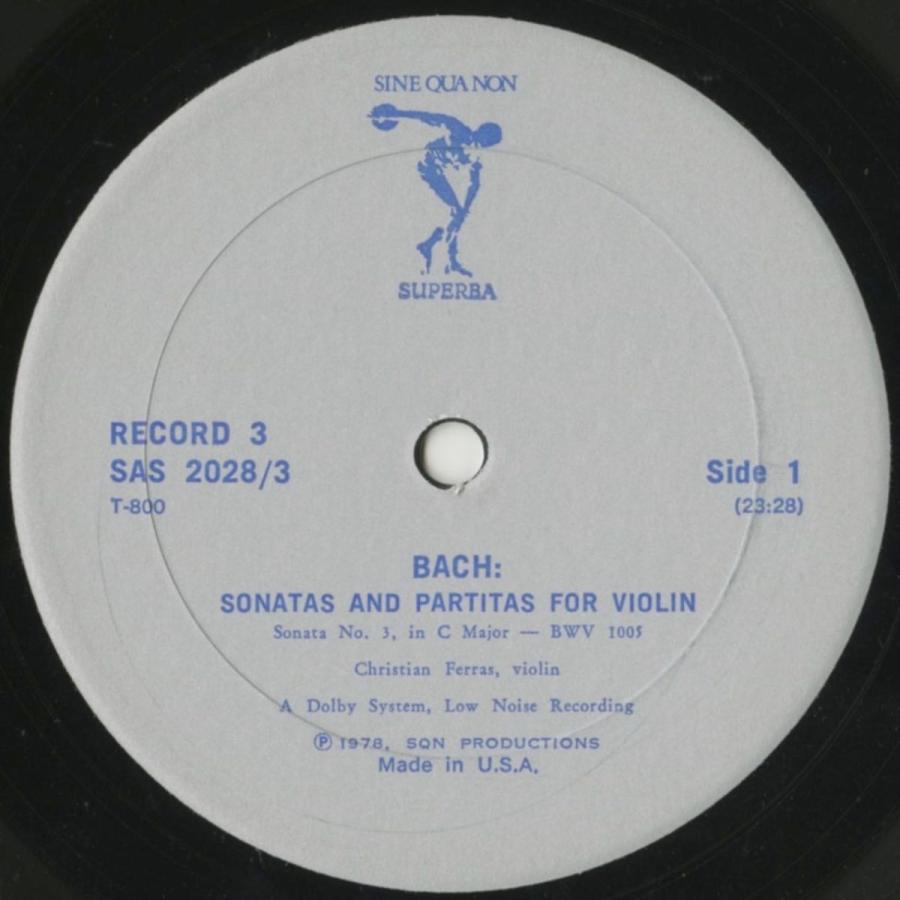 SINE QUA NON
SUPERBA
RECORD 3
SAS 2028/3
T-800
Side 1
(23:28)
BACH:
SONATAS AND PARTITAS FOR VIOLIN
Sonata No. 3, in C Major — BWV 1005
Christian Ferras, violin
A Dolby System, Low Noise Recording
℗ 1978, SQN PRODUCTIONS
Made in U.S.A.